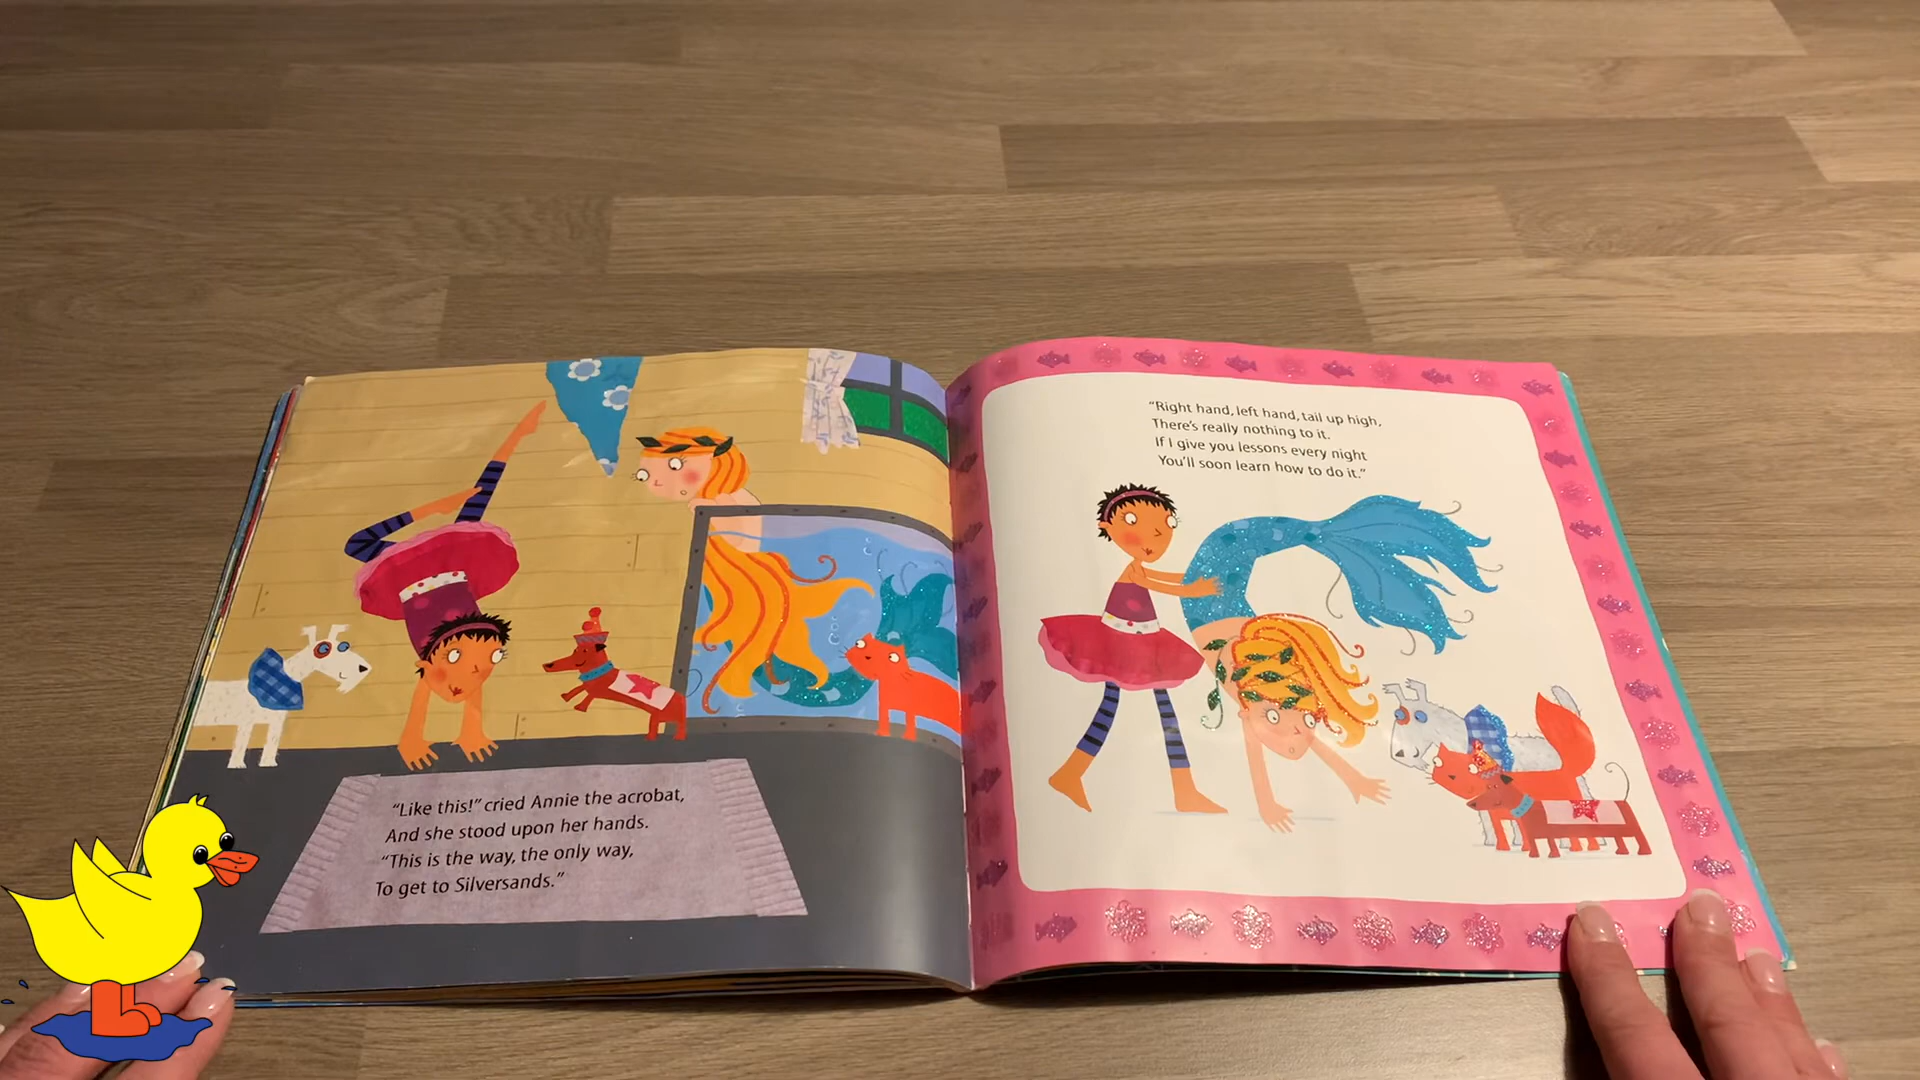 “Like this!” cried Annie the acrobat,
And she stood upon her hands.
“This is the way, the only way,
To get to Silversands.”
“Right hand, left hand, tail up high,
There’s really nothing to it.
If I give you lessons every night
You’ll soon learn how to do it.”